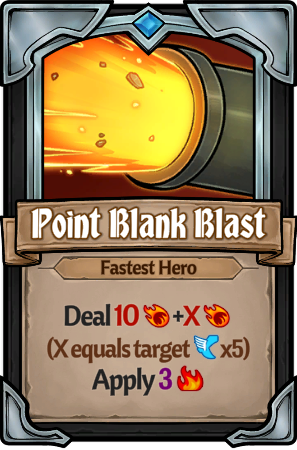 Point Blank Blast
Fastest Hero
Deal 10 +X
(X equals target x5)
Apply 3